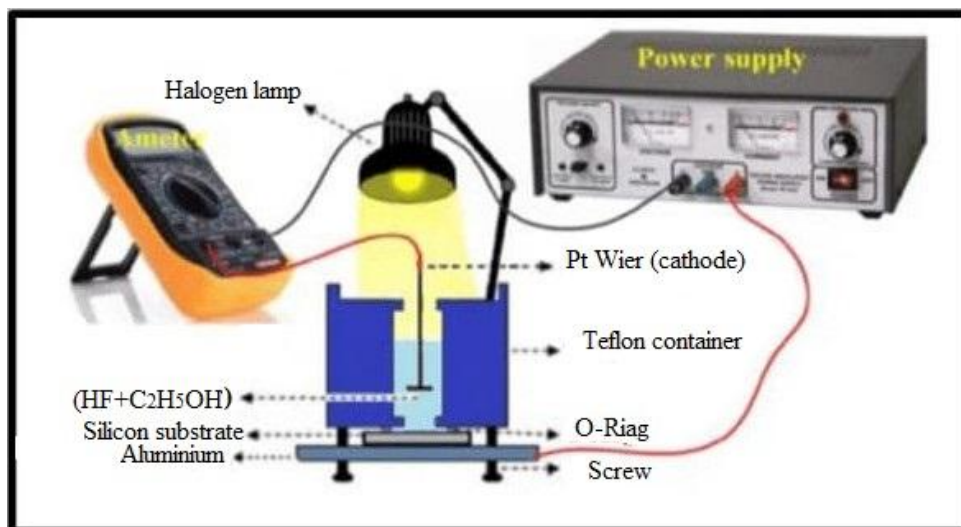 Power supply
Halogen lamp
Ameter
Pt Wier (cathode)
Teflon container
(HF+C2H5OH)
Silicon substrate
O-Riag
Aluminium
Screw